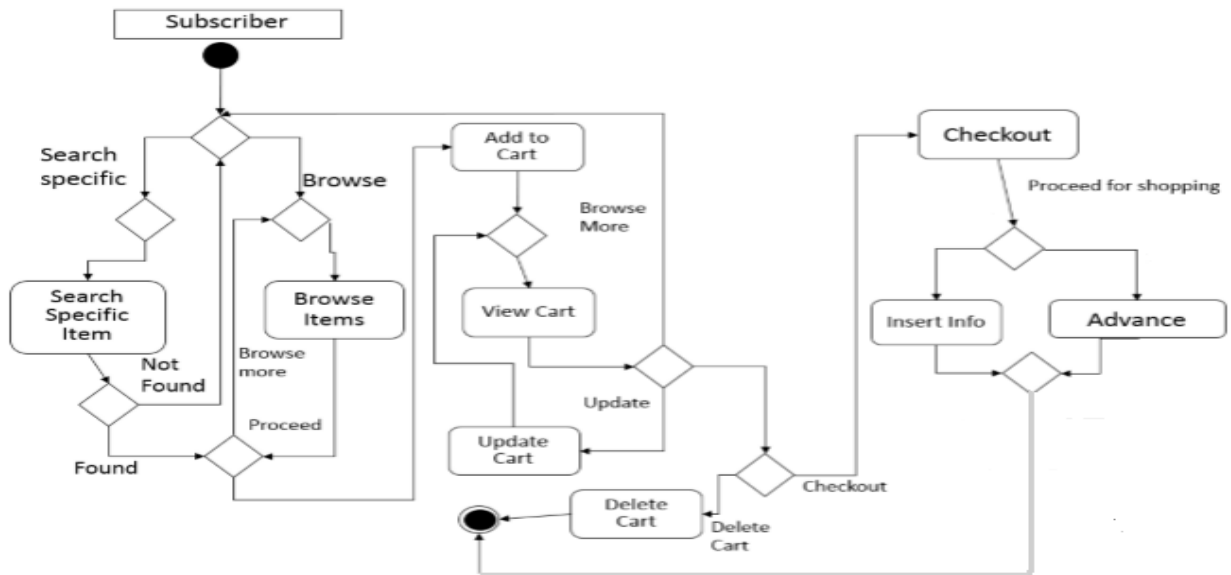 Subscriber
Search
specific
Browse
Search
Specific
Item
Browse
Items
Not
Found
Browse
more
Found
Proceed
Add to
Cart
Browse
More
View Cart
Update
Update
Cart
Delete
Cart
Delete
Cart
Checkout
Checkout
Proceed for shopping
Insert Info
Advance